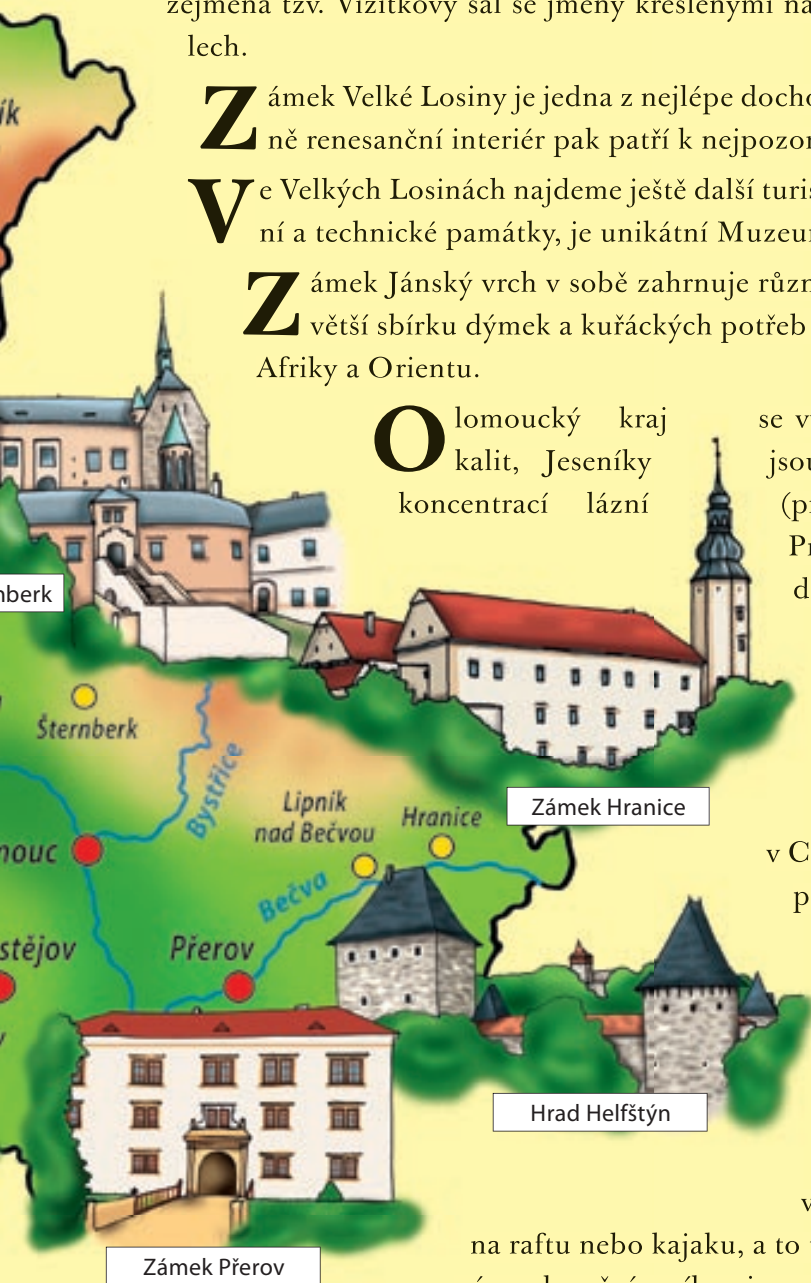 zejména tzv. Vizitkový sál se jmény kreslenými
lech.
Zámek Velké Losiny je jedna z nejlépe docho
ně renesanční interiér pak patří k nejpozor
Ve Velkých Losinách najdeme ještě další turis
ní a technické památky, je unikátní Muzeu
Zámek Jánský vrch v sobě zahrnuje různ
větší sbírku dýmek a kuřáckých potřeb
Afriky a Orientu.
Olomoucký kraj
kalit, Jeseníky
koncentrací lázní
se v
jsou
(p
P
d
ík
nberk
Šternberk
Bystřice
Zámek Hranice
Lipník
nad Bečvou
Hranice
mouc
Bečva
v C
p
stějov
Přerov
Hrad Helfštýn
v
na raftu nebo kajaku, a to
Zámek Přerov